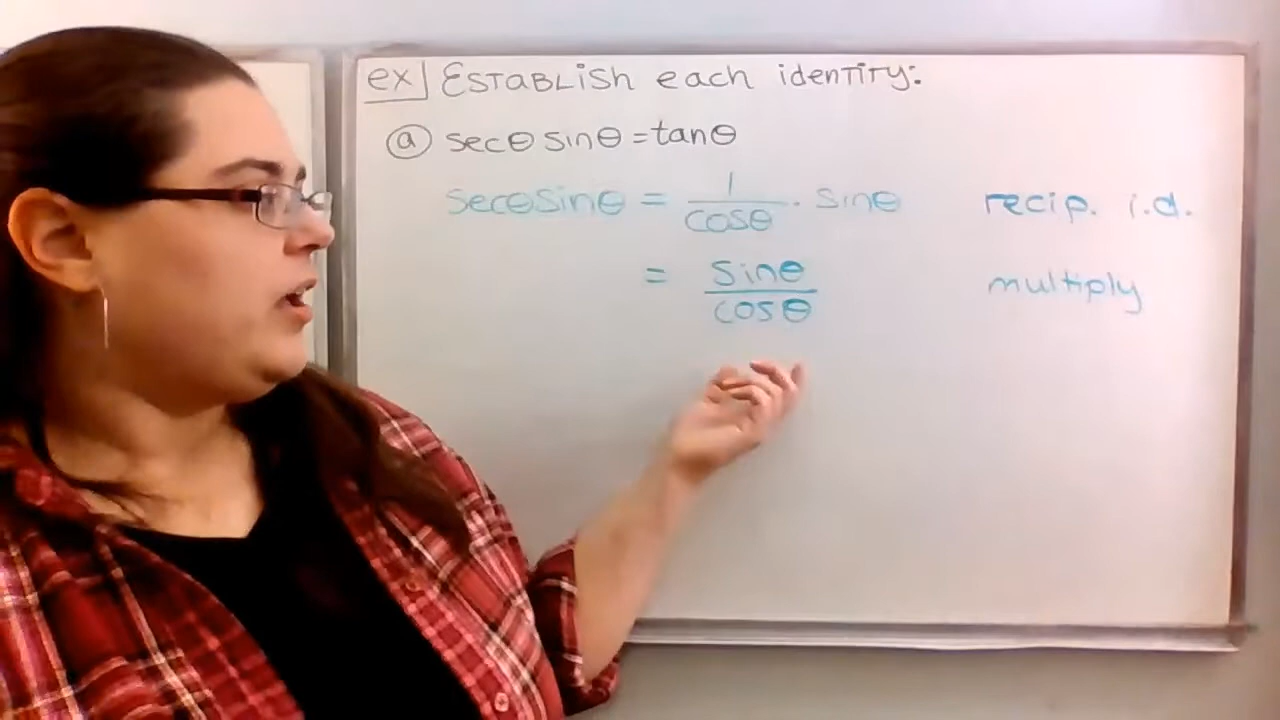 ex] ESTABLISH each identity:
(a) secθ sinθ = tanθ
secθ sinθ = 1/cosθ · sinθ recip. i.d.
= sinθ/cosθ multiply